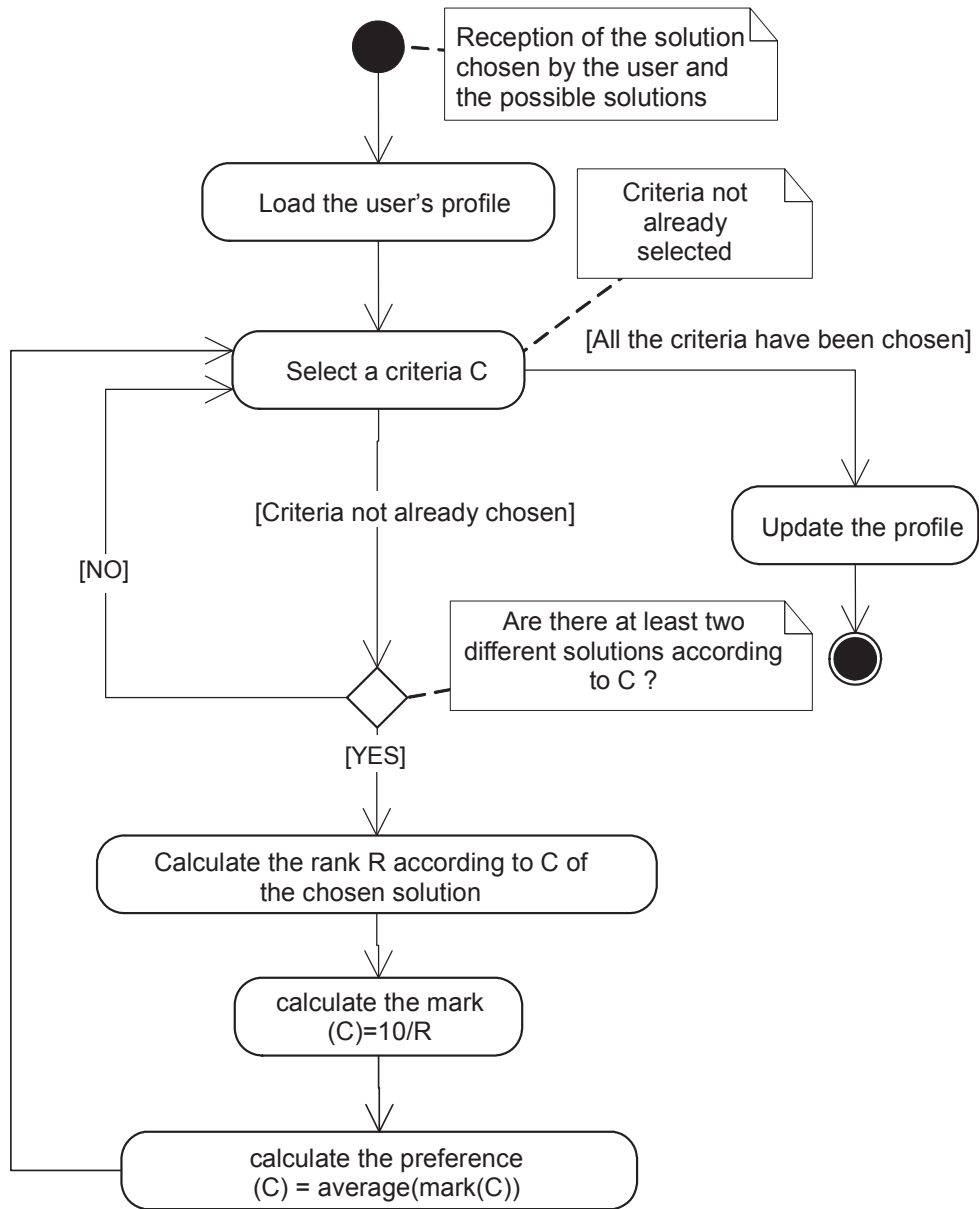 Reception of the solution
chosen by the user and
the possible solutions
Load the user's profile
Criteria not
already
selected
[All the criteria have been chosen]
Select a criteria C
[Criteria not already chosen]
Update the profile
[NO]
Are there at least two
different solutions according
to C ?
[YES]
Calculate the rank R according to C of
the chosen solution
calculate the mark
(C)=10/R
calculate the preference
(C) = average(mark(C))